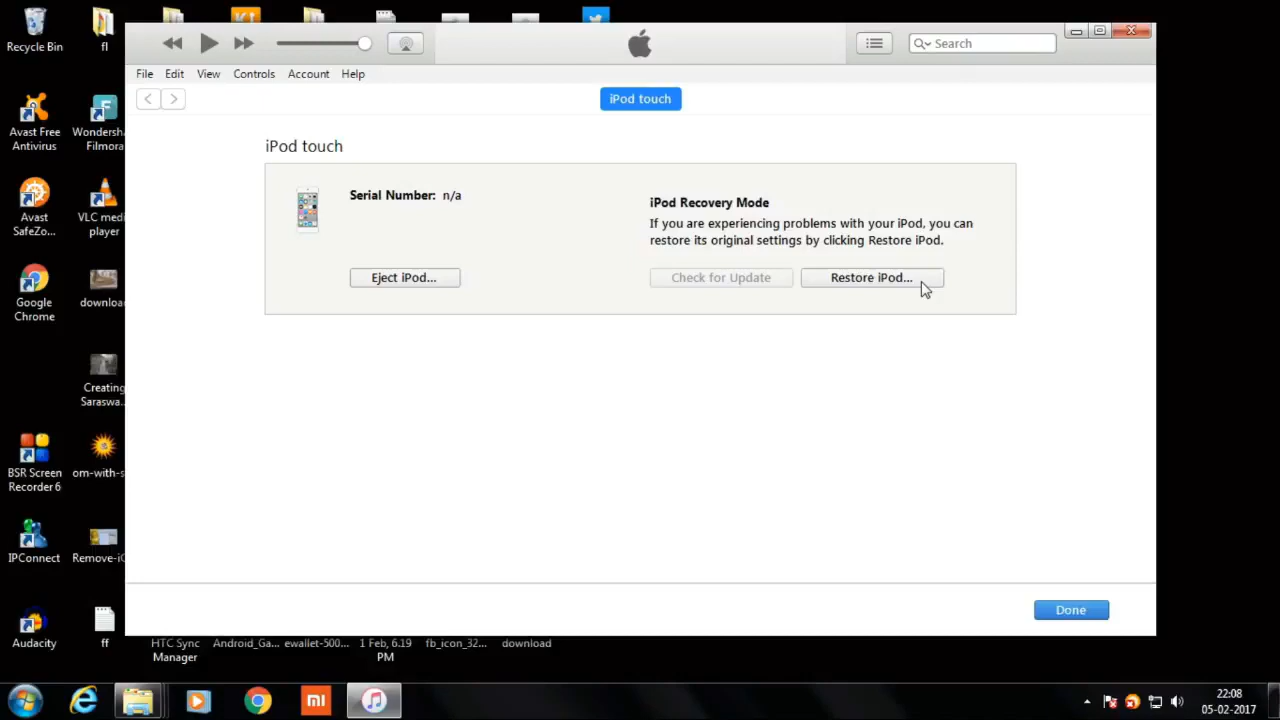 Search
File Edit View Controls Account Help
iPod touch
iPod touch
Serial Number: n/a
iPod Recovery Mode
If you are experiencing problems with your iPod, you can
restore its original settings by clicking Restore iPod.
Eject iPod...
Check for Update
Restore iPod...
Done
Recycle Bin
fl
Avast Free
Antivirus
Wondersh
Filmora
Avast
SafeZo...
VLC medi
player
Google
Chrome
download
Creating
Saraswa...
BSR Screen
Recorder 6
om-with-s
IPConnect
Remove-i
Audacity
ff
HTC Sync
Manager
Android_Ga...
ewallet-500...
1 Feb, 6.19
PM
fb_icon_32...
download
mi
22:08
05-02-2017